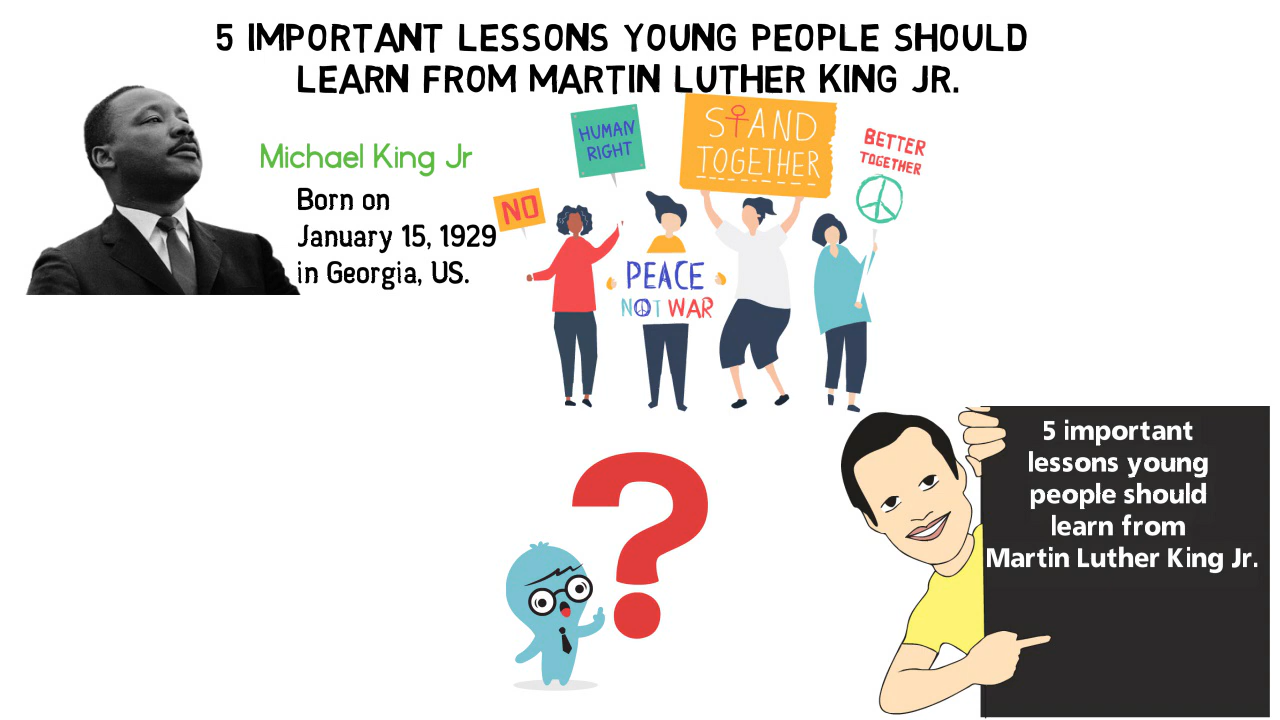 5 IMPORTANT LESSONS YOUNG PEOPLE SHOULD
LEARN FROM MARTIN LUTHER KING JR.
Michael King Jr
Born on
January 15, 1929
in Georgia, US.
NO
HUMAN
RIGHT
STAND
TOGETHER
BETTER
TOGETHER
PEACE
NOT WAR
5 important
lessons young
people should
learn from
Martin Luther King Jr.